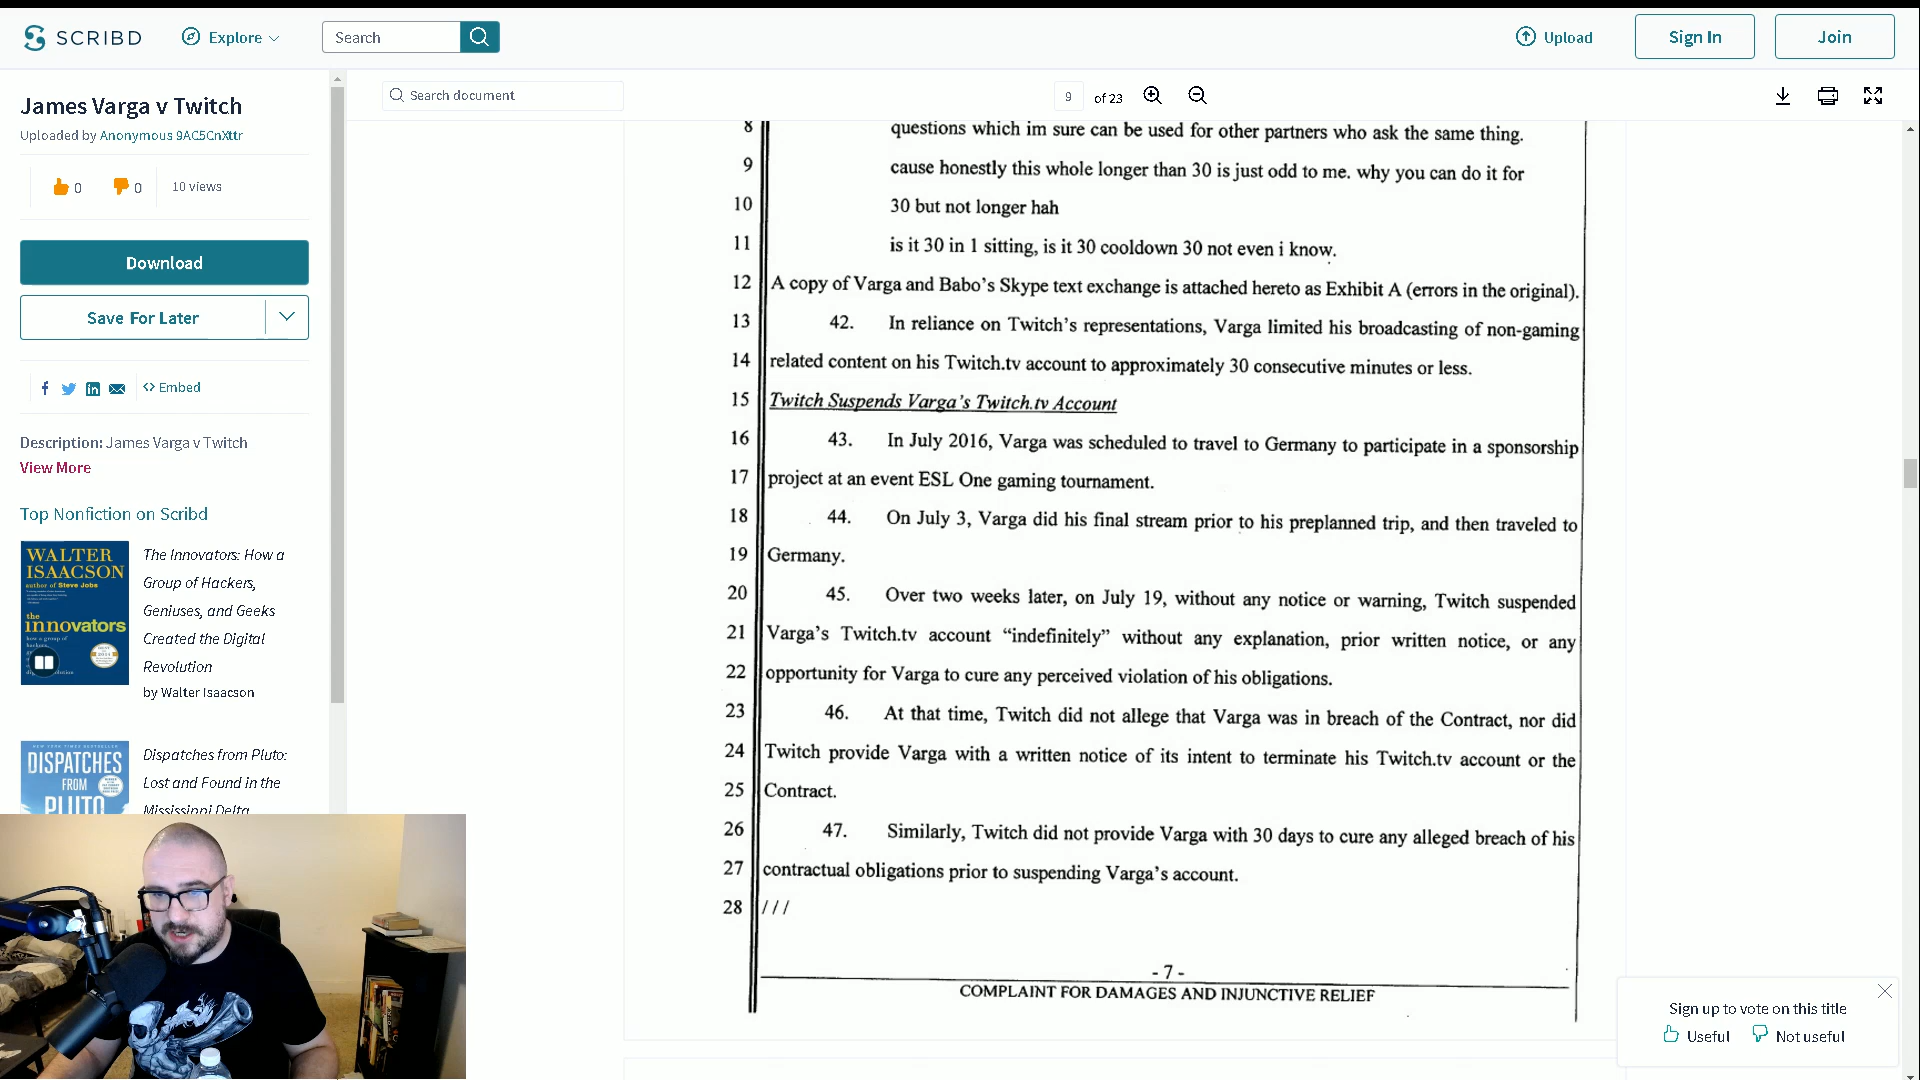 SCRIBD
Explore
Search
Upload
Sign In
Join
James Varga v Twitch
Uploaded by Anonymous 9AC5CnXttr
0
0
10 views
Download
Save For Later
Embed
Description: James Varga v Twitch
View More
Top Nonfiction on Scribd
WALTER
ISAACSON
author of Steve Jobs
the
innovators
The Innovators: How a
Group of Hackers,
Geniuses, and Geeks
Created the Digital
Revolution
by Walter Isaacson
DISPATCHES
FROM
PLUTO
Dispatches from Pluto:
Lost and Found in the
Mississippi Delta
Search document
9 of 23
8 questions which im sure can be used for other partners who ask the same thing.
9 cause honestly this whole longer than 30 is just odd to me. why you can do it for
10 30 but not longer hah
11 is it 30 in 1 sitting, is it 30 cooldown 30 not even i know.
12 A copy of Varga and Babo's Skype text exchange is attached hereto as Exhibit A (errors in the original).
13 42. In reliance on Twitch's representations, Varga limited his broadcasting of non-gaming
14 related content on his Twitch.tv account to approximately 30 consecutive minutes or less.
15 Twitch Suspends Varga's Twitch.tv Account
16 43. In July 2016, Varga was scheduled to travel to Germany to participate in a sponsorship
17 project at an event ESL One gaming tournament.
18 44. On July 3, Varga did his final stream prior to his preplanned trip, and then traveled to
19 Germany.
20 45. Over two weeks later, on July 19, without any notice or warning, Twitch suspended
21 Varga's Twitch.tv account "indefinitely" without any explanation, prior written notice, or any
22 opportunity for Varga to cure any perceived violation of his obligations.
23 46. At that time, Twitch did not allege that Varga was in breach of the Contract, nor did
24 Twitch provide Varga with a written notice of its intent to terminate his Twitch.tv account or the
25 Contract.
26 47. Similarly, Twitch did not provide Varga with 30 days to cure any alleged breach of his
27 contractual obligations prior to suspending Varga's account.
28 / / /
- 7 -
COMPLAINT FOR DAMAGES AND INJUNCTIVE RELIEF
Sign up to vote on this title
Useful
Not useful